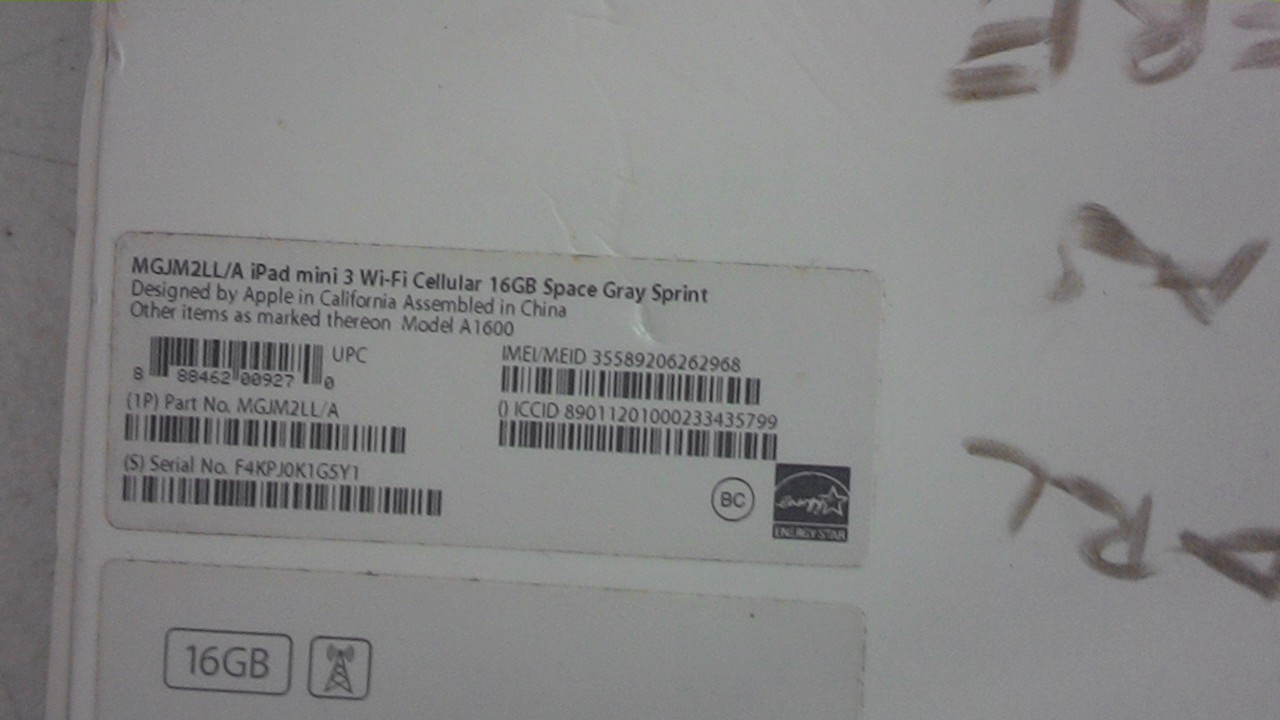 MGJM2LL/A iPad mini 3 Wi-Fi Cellular 16GB Space Gray Sprint
Designed by Apple in California Assembled in China
Other items as marked thereon Model A1600
UPC
8 88462 00927 0
IMEI/MEID 35589206262968
(1P) Part No. MGJM2LL/A
() ICCID 89011201000233435799
(S) Serial No. F4KPJ0K1G5Y1
BC
energy
ENERGY STAR
16GB